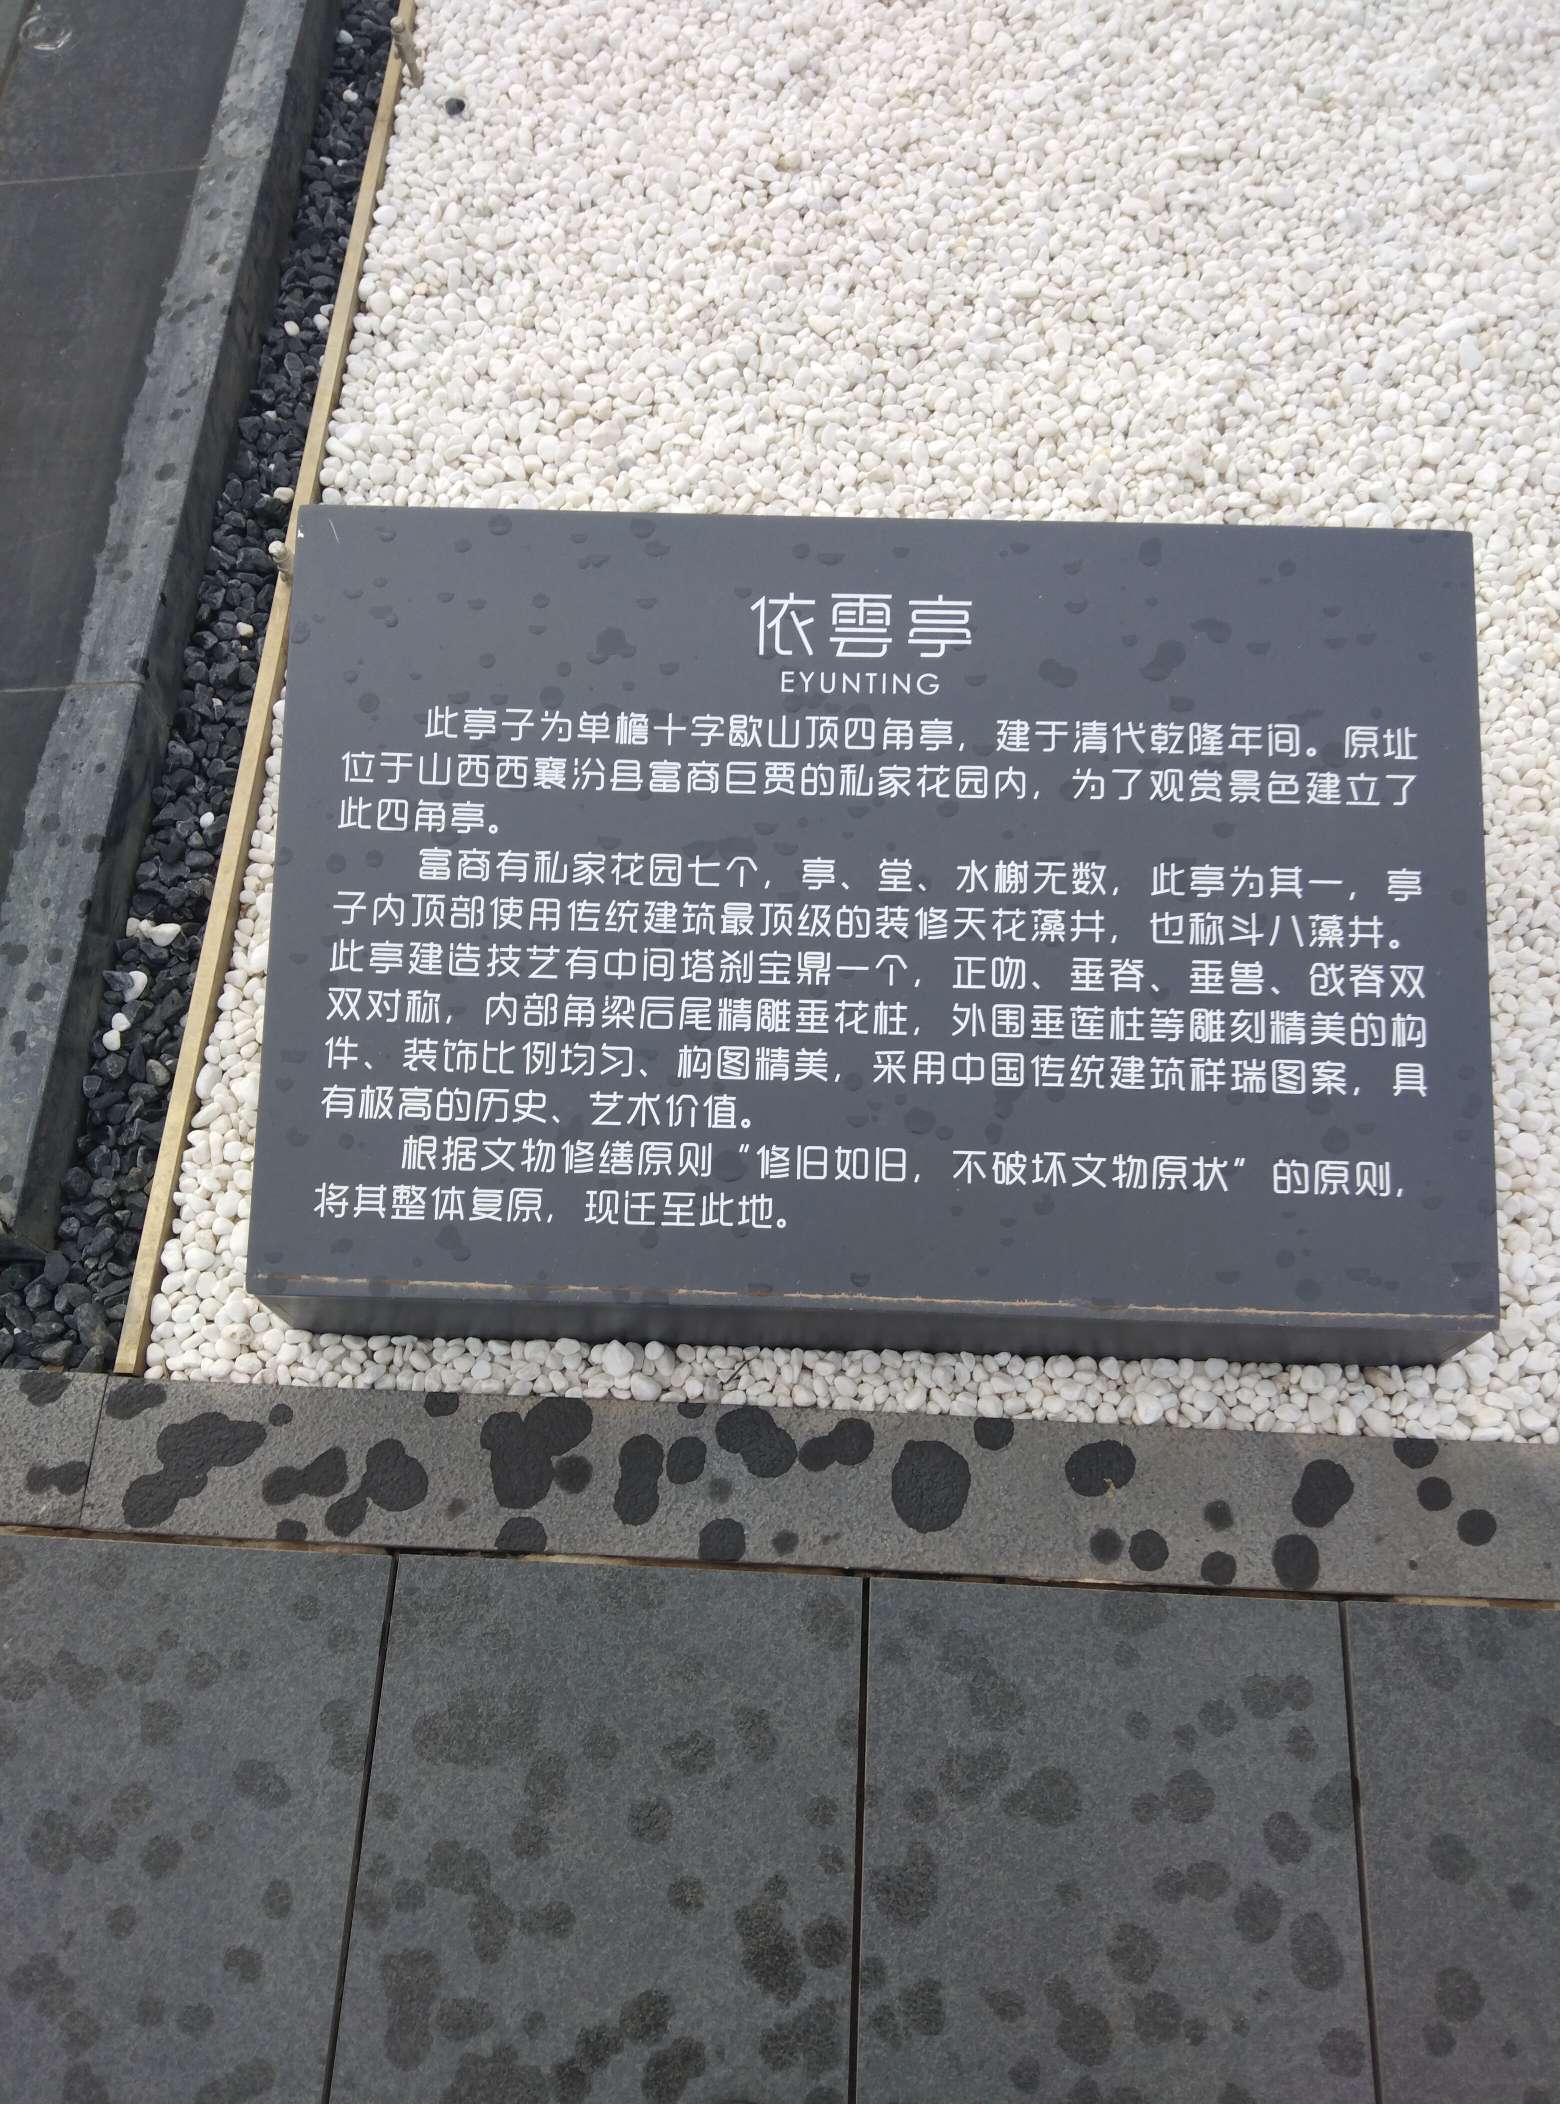 依雲亭
EYUNTING
此亭子为单檐十字歇山顶四角亭，建于清代乾隆年间。原址
位于山西西襄汾县富商巨贾的私家花园内，为了观赏景色建立了
此四角亭。
富商有私家花园七个，亭、堂、水榭无数，此亭为其一，亭
子内顶部使用传统建筑最顶级的装修天花藻井，也称斗八藻井。
此亭建造技艺有中间塔刹宝鼎一个，正吻、垂脊、垂兽、戗脊双
双对称，内部角梁后尾精雕垂花柱，外围垂莲柱等雕刻精美的构
件、装饰比例均匀、构图精美，采用中国传统建筑祥瑞图案，具
有极高的历史、艺术价值。
根据文物修缮原则“修旧如旧，不破坏文物原状”的原则，
将其整体复原，现迁至此地。